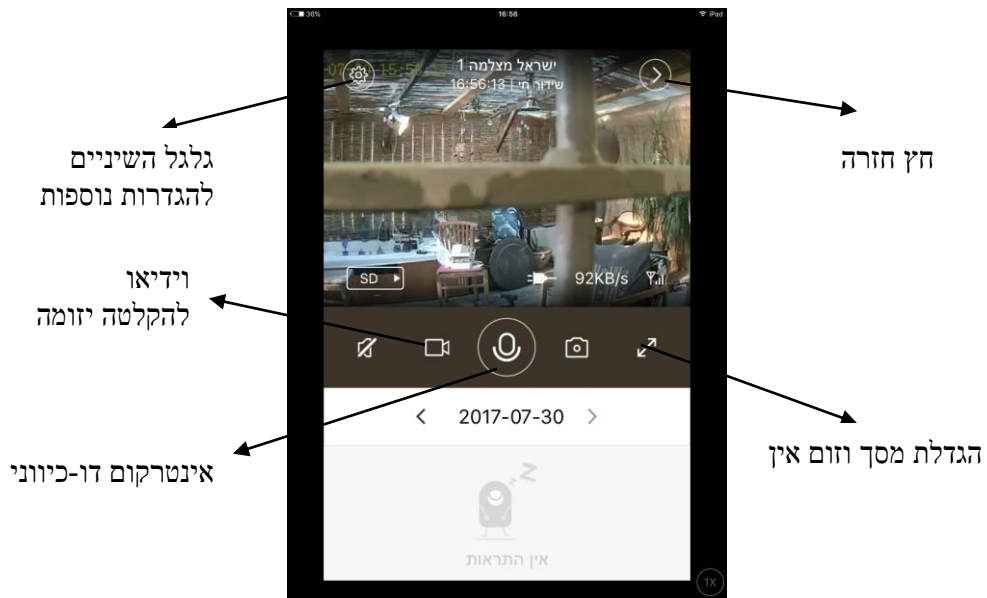 36%
16:56
iPad
ישראל מצלמה 1
שידור חי | 16:56:13
גלגל השיניים
להגדרות נוספות
חץ חזרה
וידיאו
להקלטה יזומה
SD
92KB/s
2017-07-30
אינטרקום דו-כיווני
הגדלת מסך וזום אין
אין התראות
1X